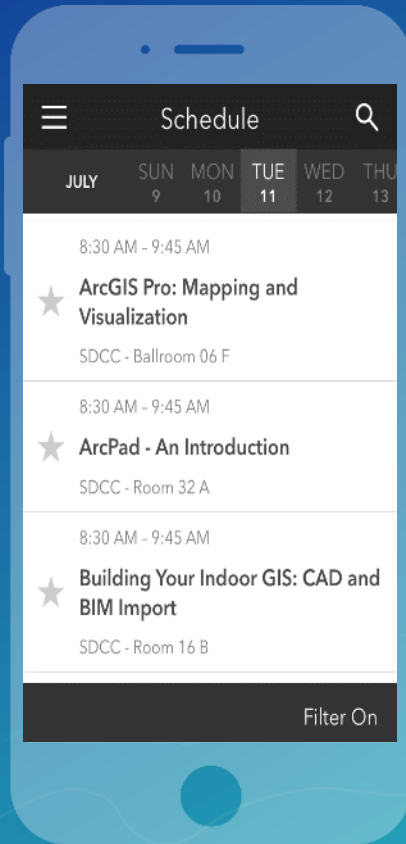 Schedule
JULY SUN MON TUE WED THU
9 10 11 12 13
8:30 AM – 9:45 AM
ArcGIS Pro: Mapping and
Visualization
SDCC - Ballroom 06 F
8:30 AM – 9:45 AM
ArcPad - An Introduction
SDCC - Room 32 A
8:30 AM – 9:45 AM
Building Your Indoor GIS: CAD and
BIM Import
SDCC - Room 16 B
Filter On